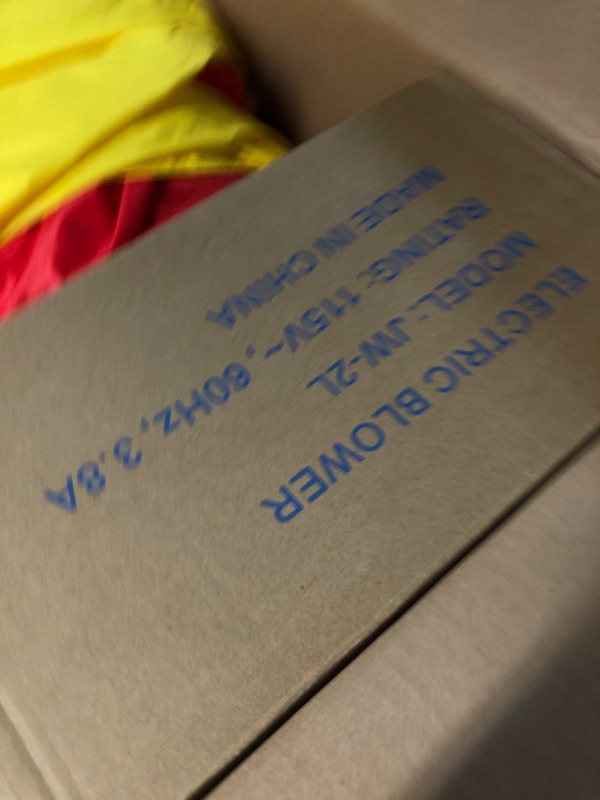 ELECTRIC BLOWER
MODEL: JW-2L
RATING: 115V~, 60Hz, 3.8A
MADE IN CHINA